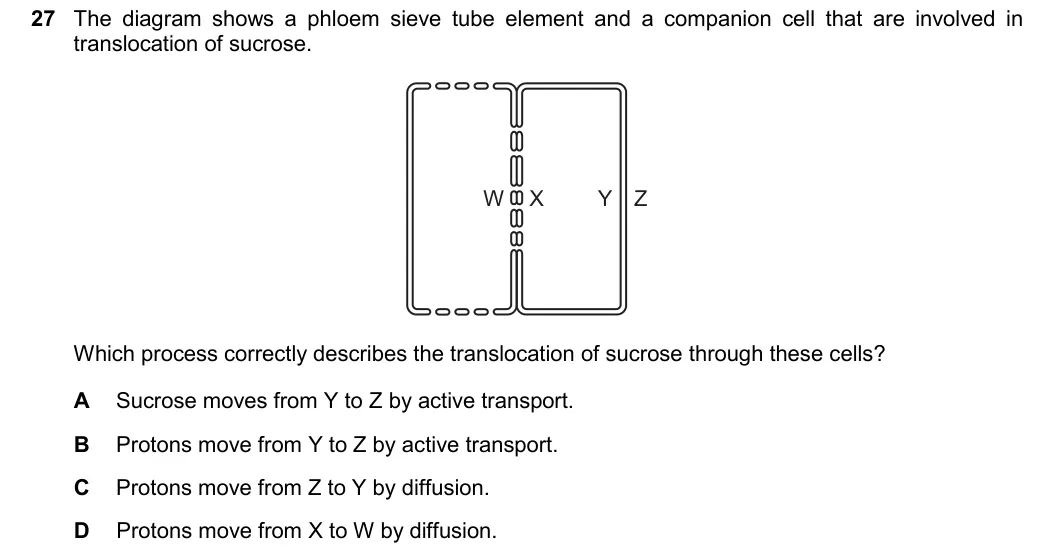 27 The diagram shows a phloem sieve tube element and a companion cell that are involved in
translocation of sucrose.
W X Y Z
Which process correctly describes the translocation of sucrose through these cells?
A Sucrose moves from Y to Z by active transport.
B Protons move from Y to Z by active transport.
C Protons move from Z to Y by diffusion.
D Protons move from X to W by diffusion.